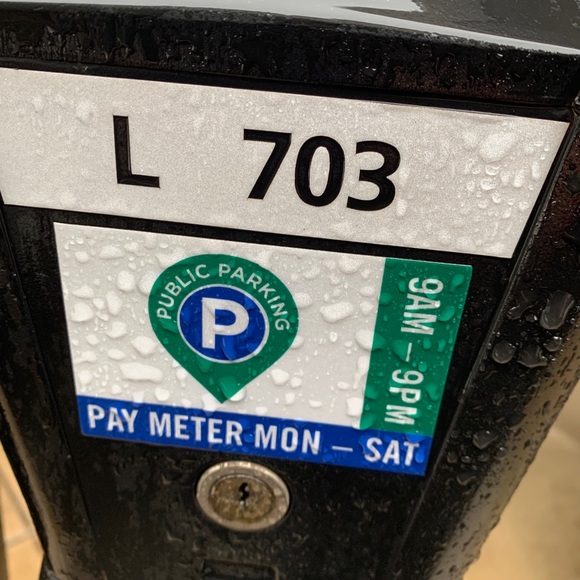 L 703
PUBLIC PARKING
P
9AM – 9PM
PAY METER MON – SAT